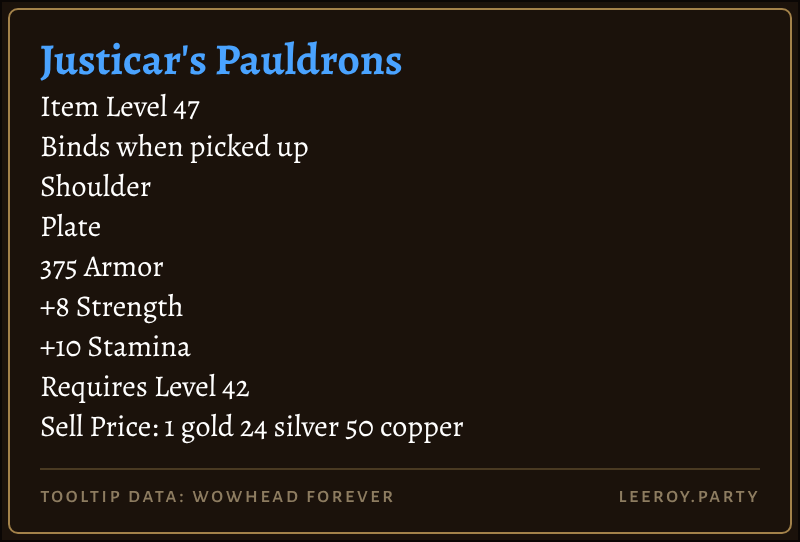 Justicar's Pauldrons
Item Level 47
Binds when picked up
Shoulder
Plate
375 Armor
+8 Strength
+10 Stamina
Requires Level 42
Sell Price: 1 gold 24 silver 50 copper
TOOLTIP DATA: WOWHEAD FOREVER
LEEROY.PARTY